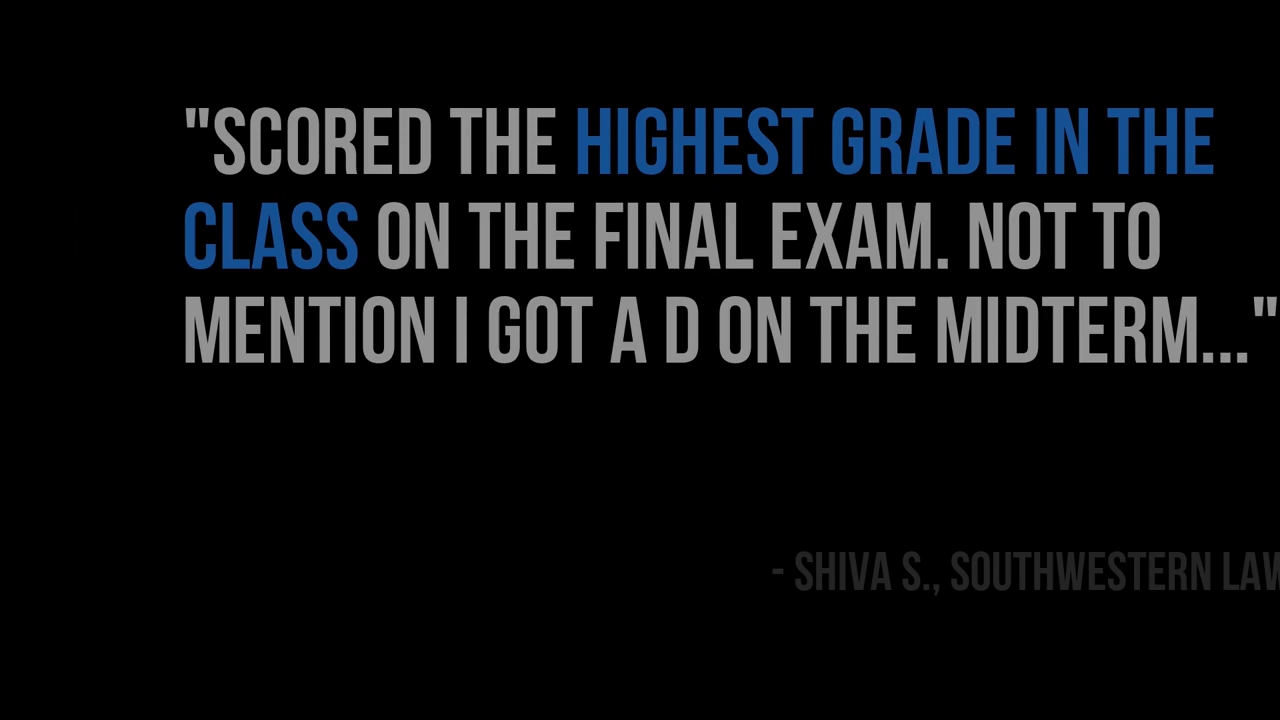 "SCORED THE HIGHEST GRADE IN THE
CLASS ON THE FINAL EXAM. NOT TO
MENTION I GOT A D ON THE MIDTERM..."
- SHIVA S., SOUTHWESTERN LAW